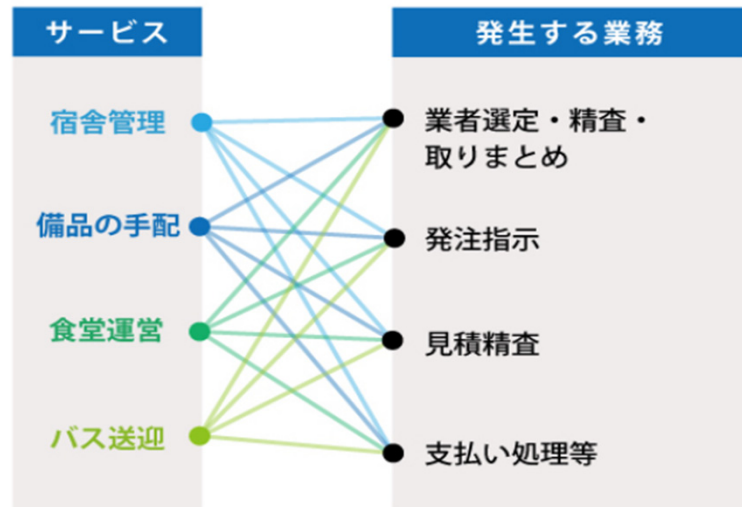 サービス
宿舎管理
備品の手配
食堂運営
バス送迎
発生する業務
業者選定・精査・
取りまとめ
発注指示
見積精査
支払い処理等